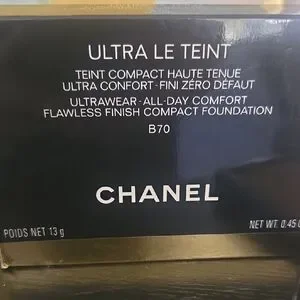 ULTRA LE TEINT
TEINT COMPACT HAUTE TENUE
ULTRA CONFORT·FINI ZÉRO DÉFAUT
ULTRAWEAR·ALL-DAY COMFORT
FLAWLESS FINISH COMPACT FOUNDATION
B70
CHANEL
POIDS NET 13 g
NET WT. 0.45